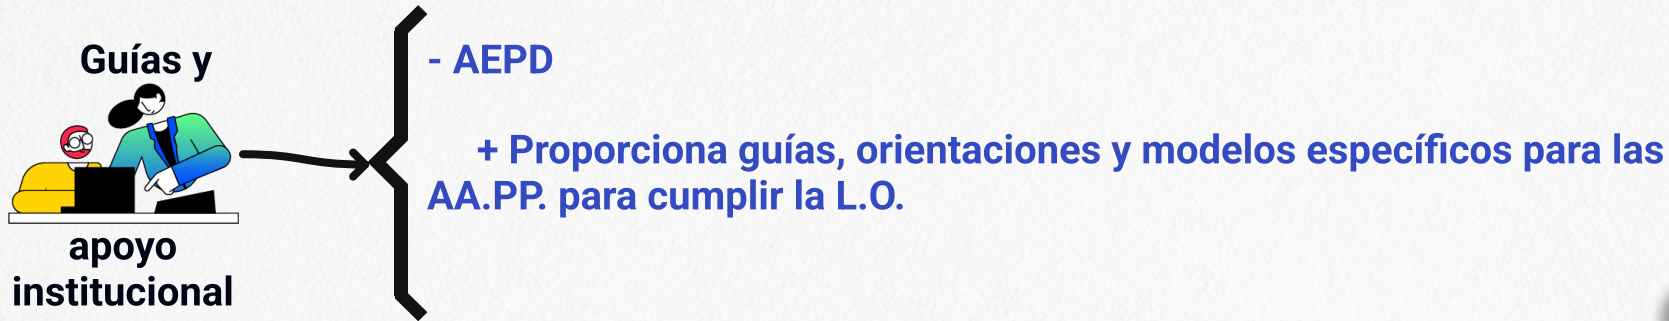 Guías y
apoyo
institucional
- AEPD
+ Proporciona guías, orientaciones y modelos específicos para las
AA.PP. para cumplir la L.O.